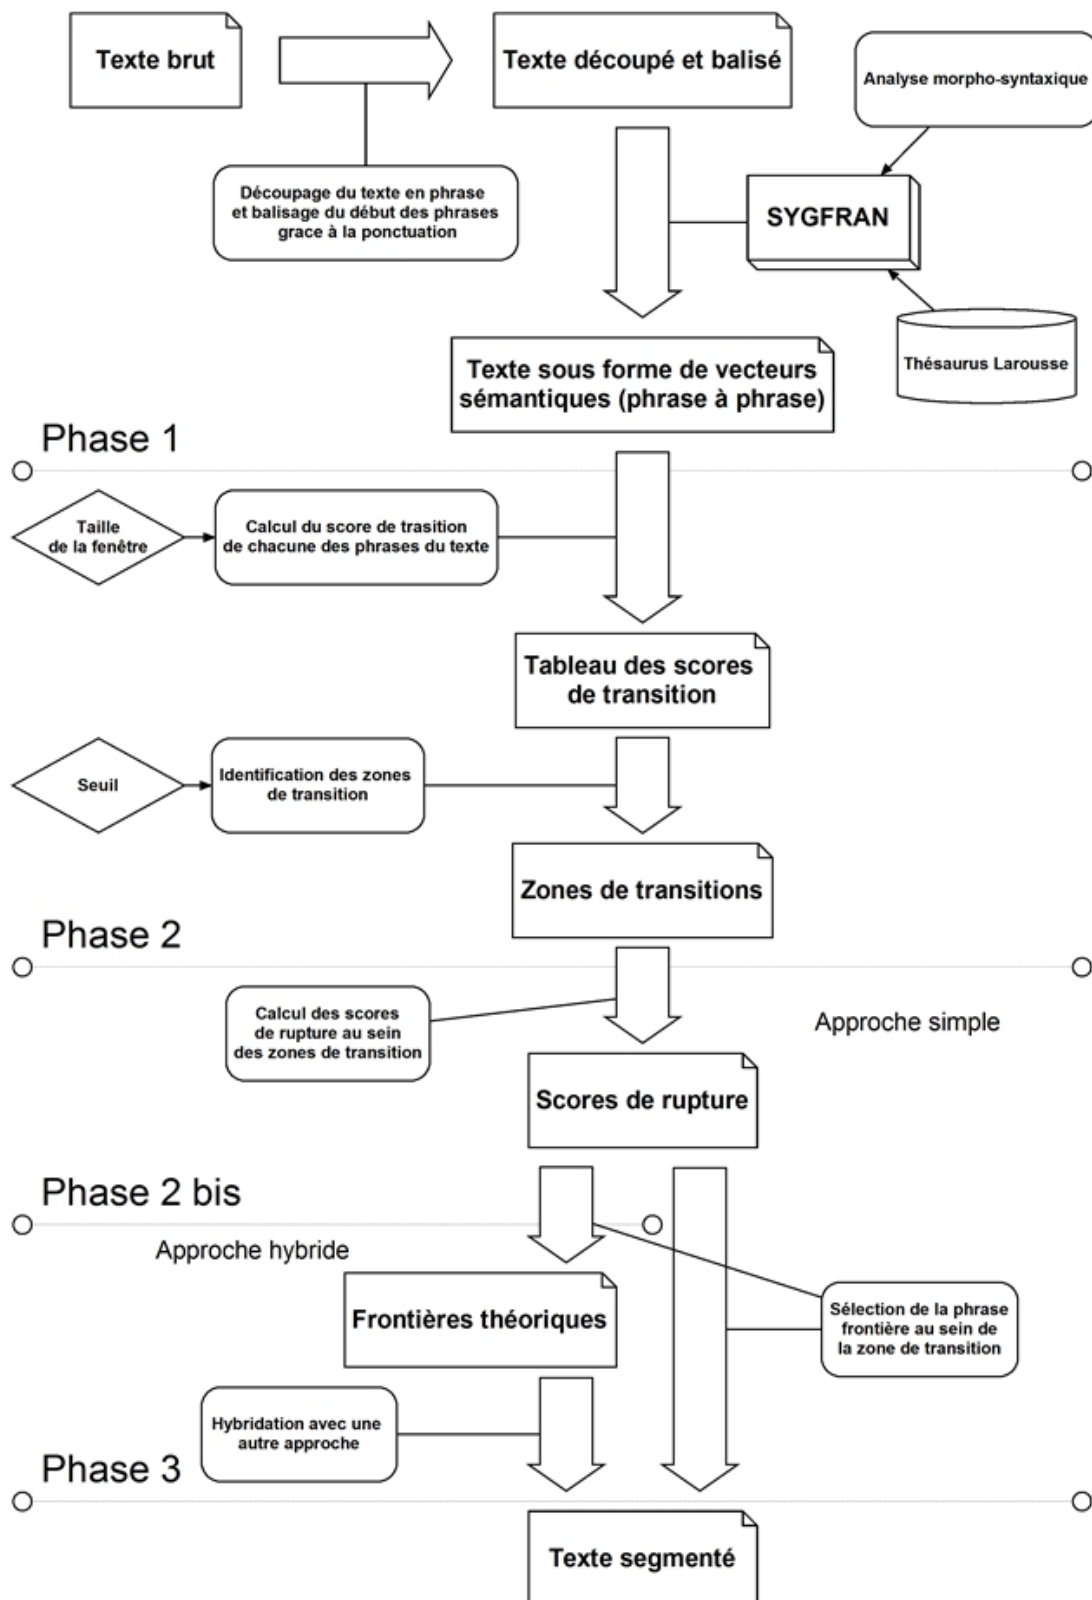 Texte brut
Texte découpé et balisé
Analyse morpho-syntaxique
Découpage du texte en phrase
et balisage du début des phrases
grace à la ponctuation
SYGFRAN
Thésaurus Larousse
Texte sous forme de vecteurs
sémantiques (phrase à phrase)
Phase 1
Taille
de la fenêtre
Calcul du score de trasition
de chacune des phrases du texte
Tableau des scores
de transition
Seuil
Identification des zones
de transition
Zones de transitions
Phase 2
Calcul des scores
de rupture au sein
des zones de transition
Approche simple
Scores de rupture
Phase 2 bis
Approche hybride
Frontières théoriques
Sélection de la phrase
frontière au sein de
la zone de transition
Hybridation avec une
autre approche
Phase 3
Texte segmenté